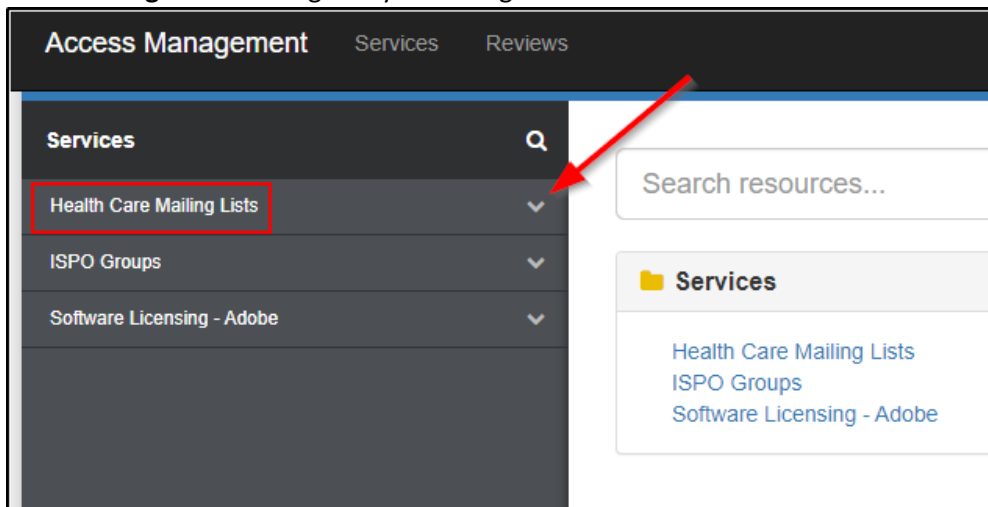 Access Management Services Reviews
Services
Health Care Mailing Lists
ISPO Groups
Software Licensing - Adobe
Search resources...
Services
Health Care Mailing Lists
ISPO Groups
Software Licensing - Adobe